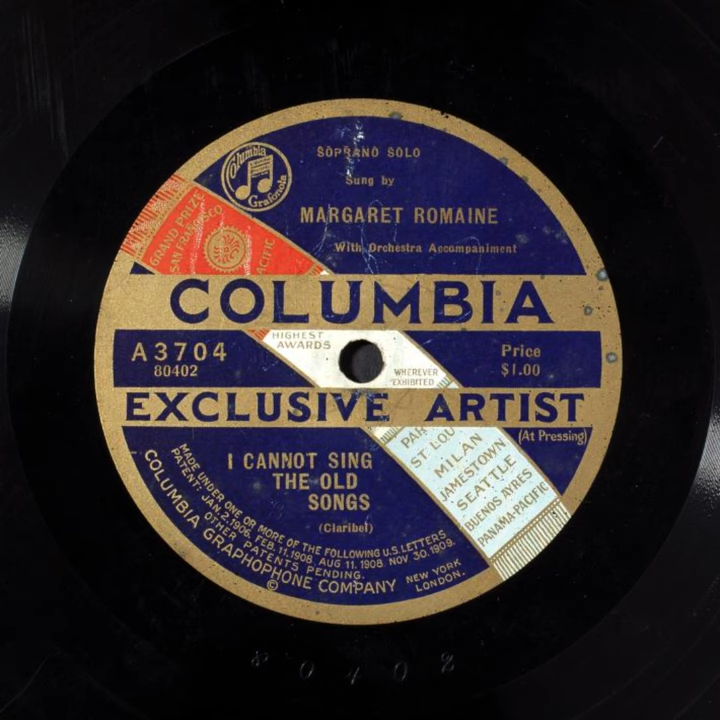 SOPRANO SOLO
Sung by
MARGARET ROMAINE
With Orchestra Accompaniment
Columbia
Grafonola
GRAND PRIZE
SAN FRANCISCO
PACIFIC
COLUMBIA
HIGHEST
AWARDS
A3704
80402
WHEREVER
EXHIBITED
Price
$1.00
EXCLUSIVE ARTIST
(At Pressing)
PAR
ST. LOU
MILAN
JAMESTOWN
SEATTLE
BUENOS AYRES
PANAMA-PACIFIC
I CANNOT SING
THE OLD
SONGS
(Claribel)
MADE UNDER ONE OR MORE OF THE FOLLOWING U.S. LETTERS
PATENT: JAN. 2, 1906, FEB. 11, 1908, AUG 11. 1908. NOV. 30, 1909.
OTHER PATENTS PENDING.
COLUMBIA GRAPHOPHONE COMPANY NEW YORK
LONDON.
©
80402